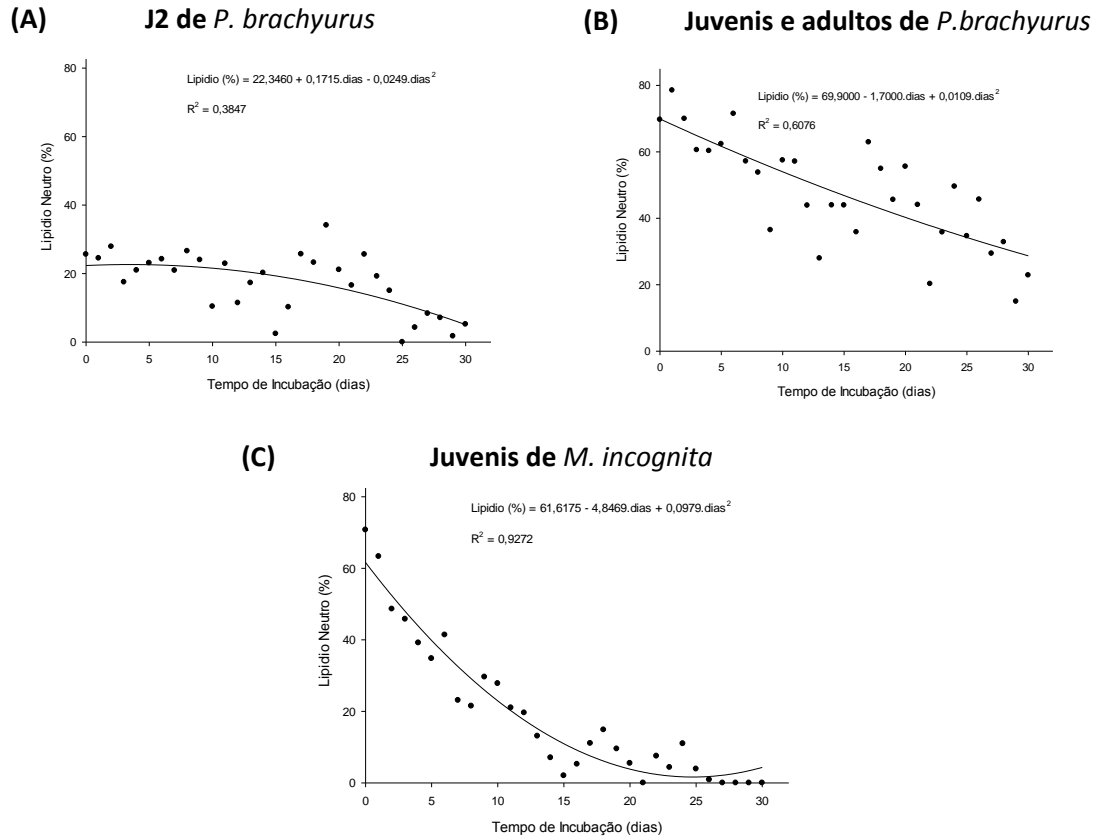 (A) J2 de P. brachyurus
80
60
40
20
0
0 5 10 15 20 25 30
Lipidio Neutro (%)
Tempo de Incubação (dias)
Lipidio (%) = 22,3460 + 0,1715.dias - 0,0249.dias²
R² = 0,3847
(B) Juvenis e adultos de P.brachyurus
80
60
40
20
0
0 5 10 15 20 25 30
Lipidio Neutro (%)
Tempo de Incubação (dias)
Lipidio (%) = 69,9000 - 1,7000.dias + 0,0109.dias²
R² = 0,6076
(C) Juvenis de M. incognita
80
60
40
20
0
0 5 10 15 20 25 30
Lipidio Neutro (%)
Tempo de Incubação (dias)
Lipidio (%) = 61,6175 - 4,8469.dias + 0,0979.dias²
R² = 0,9272